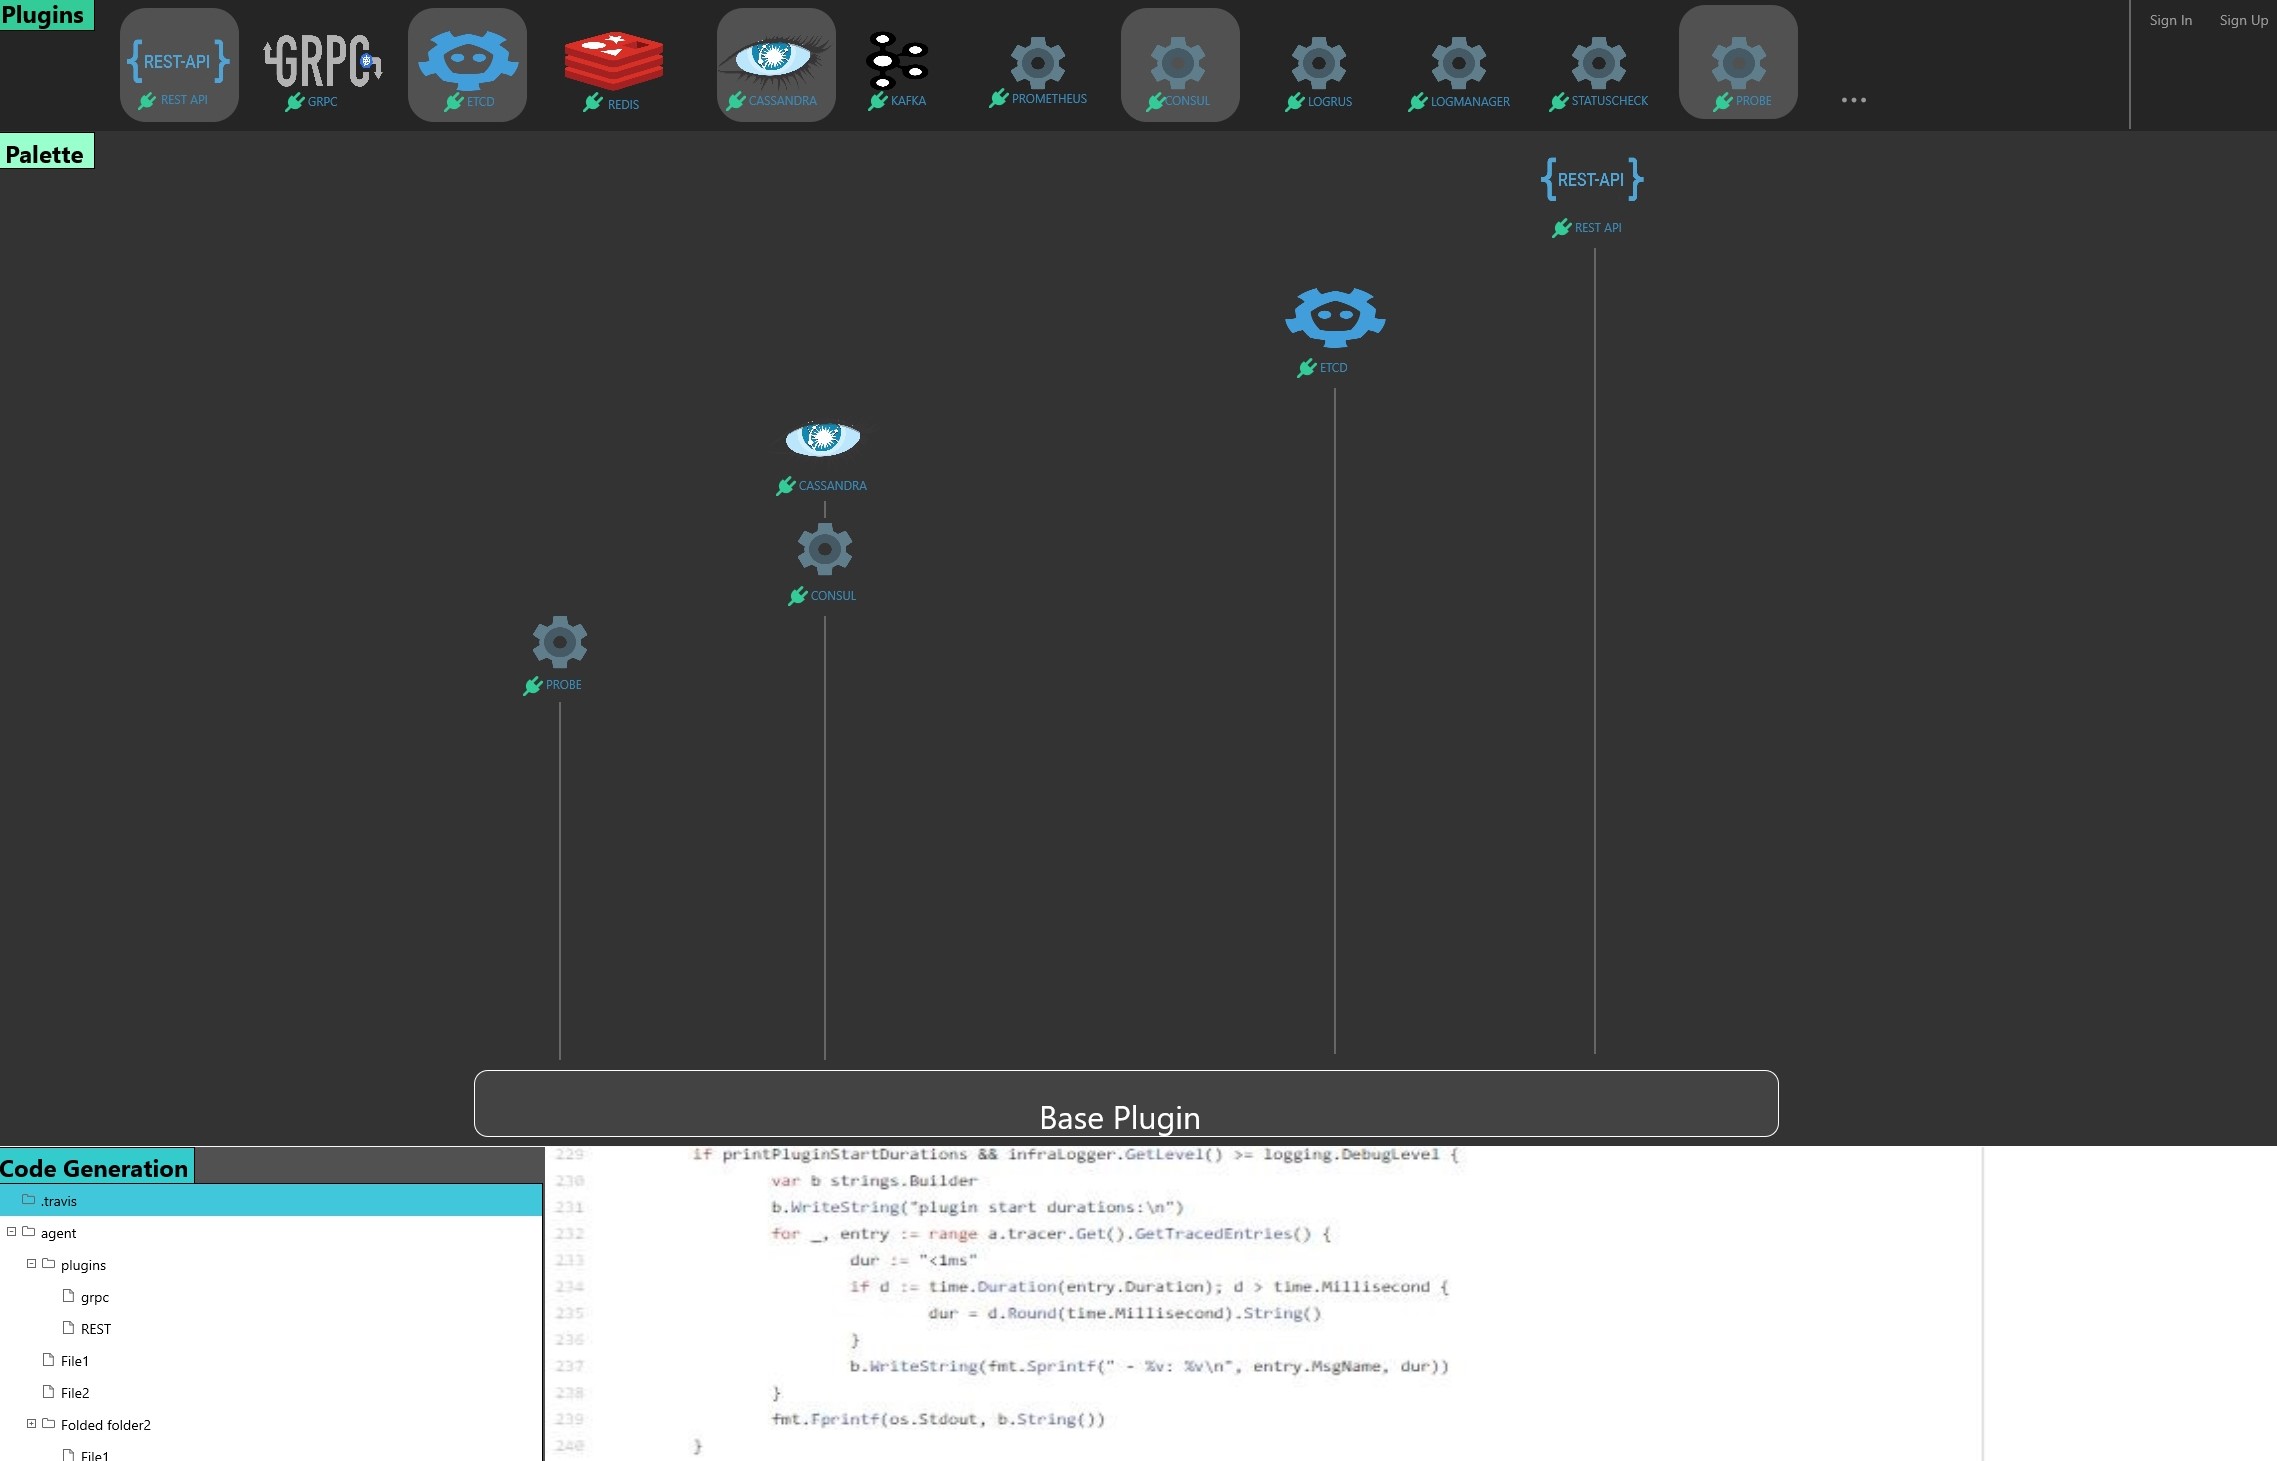 Plugins
Sign In Sign Up
{REST-API} GRPC
REST API GRPC ETCD REDIS CASSANDRA KAFKA PROMETHEUS CONSUL LOGRUS LOGMANAGER STATUSCHECK PROBE ...
Palette
{REST-API}
REST API
ETCD
CASSANDRA
CONSUL
PROBE
Base Plugin
Code Generation
.travis
agent
plugins
grpc
REST
File1
File2
Folded folder2
File1
229 if printPluginStartDurations && infraLogger.GetLevel() >= logging.DebugLevel {
230 var b strings.Builder
231 b.WriteString("plugin start durations:\n")
232 for _, entry := range a.tracer.Get().GetTracedEntries() {
233 dur := "<1ms"
234 if d := time.Duration(entry.Duration); d > time.Millisecond {
235 dur = d.Round(time.Millisecond).String()
236 }
237 b.WriteString(fmt.Sprintf(" - %v: %v\n", entry.MsgName, dur))
238 }
239 fmt.Fprintf(os.Stdout, b.String())
240 }